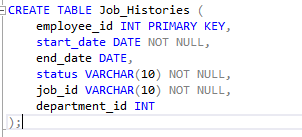 CREATE TABLE Job_Histories (
    employee_id INT PRIMARY KEY,
    start_date DATE NOT NULL,
    end_date DATE,
    status VARCHAR(10) NOT NULL,
    job_id VARCHAR(10) NOT NULL,
    department_id INT
);